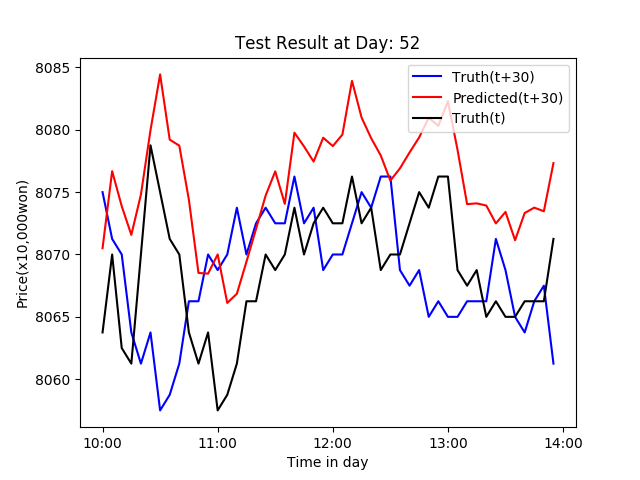 Test Result at Day: 52
Truth(t+30)
Predicted(t+30)
Truth(t)
Price(x10,000won)
8085
8080
8075
8070
8065
8060
10:00
11:00
12:00
13:00
14:00
Time in day